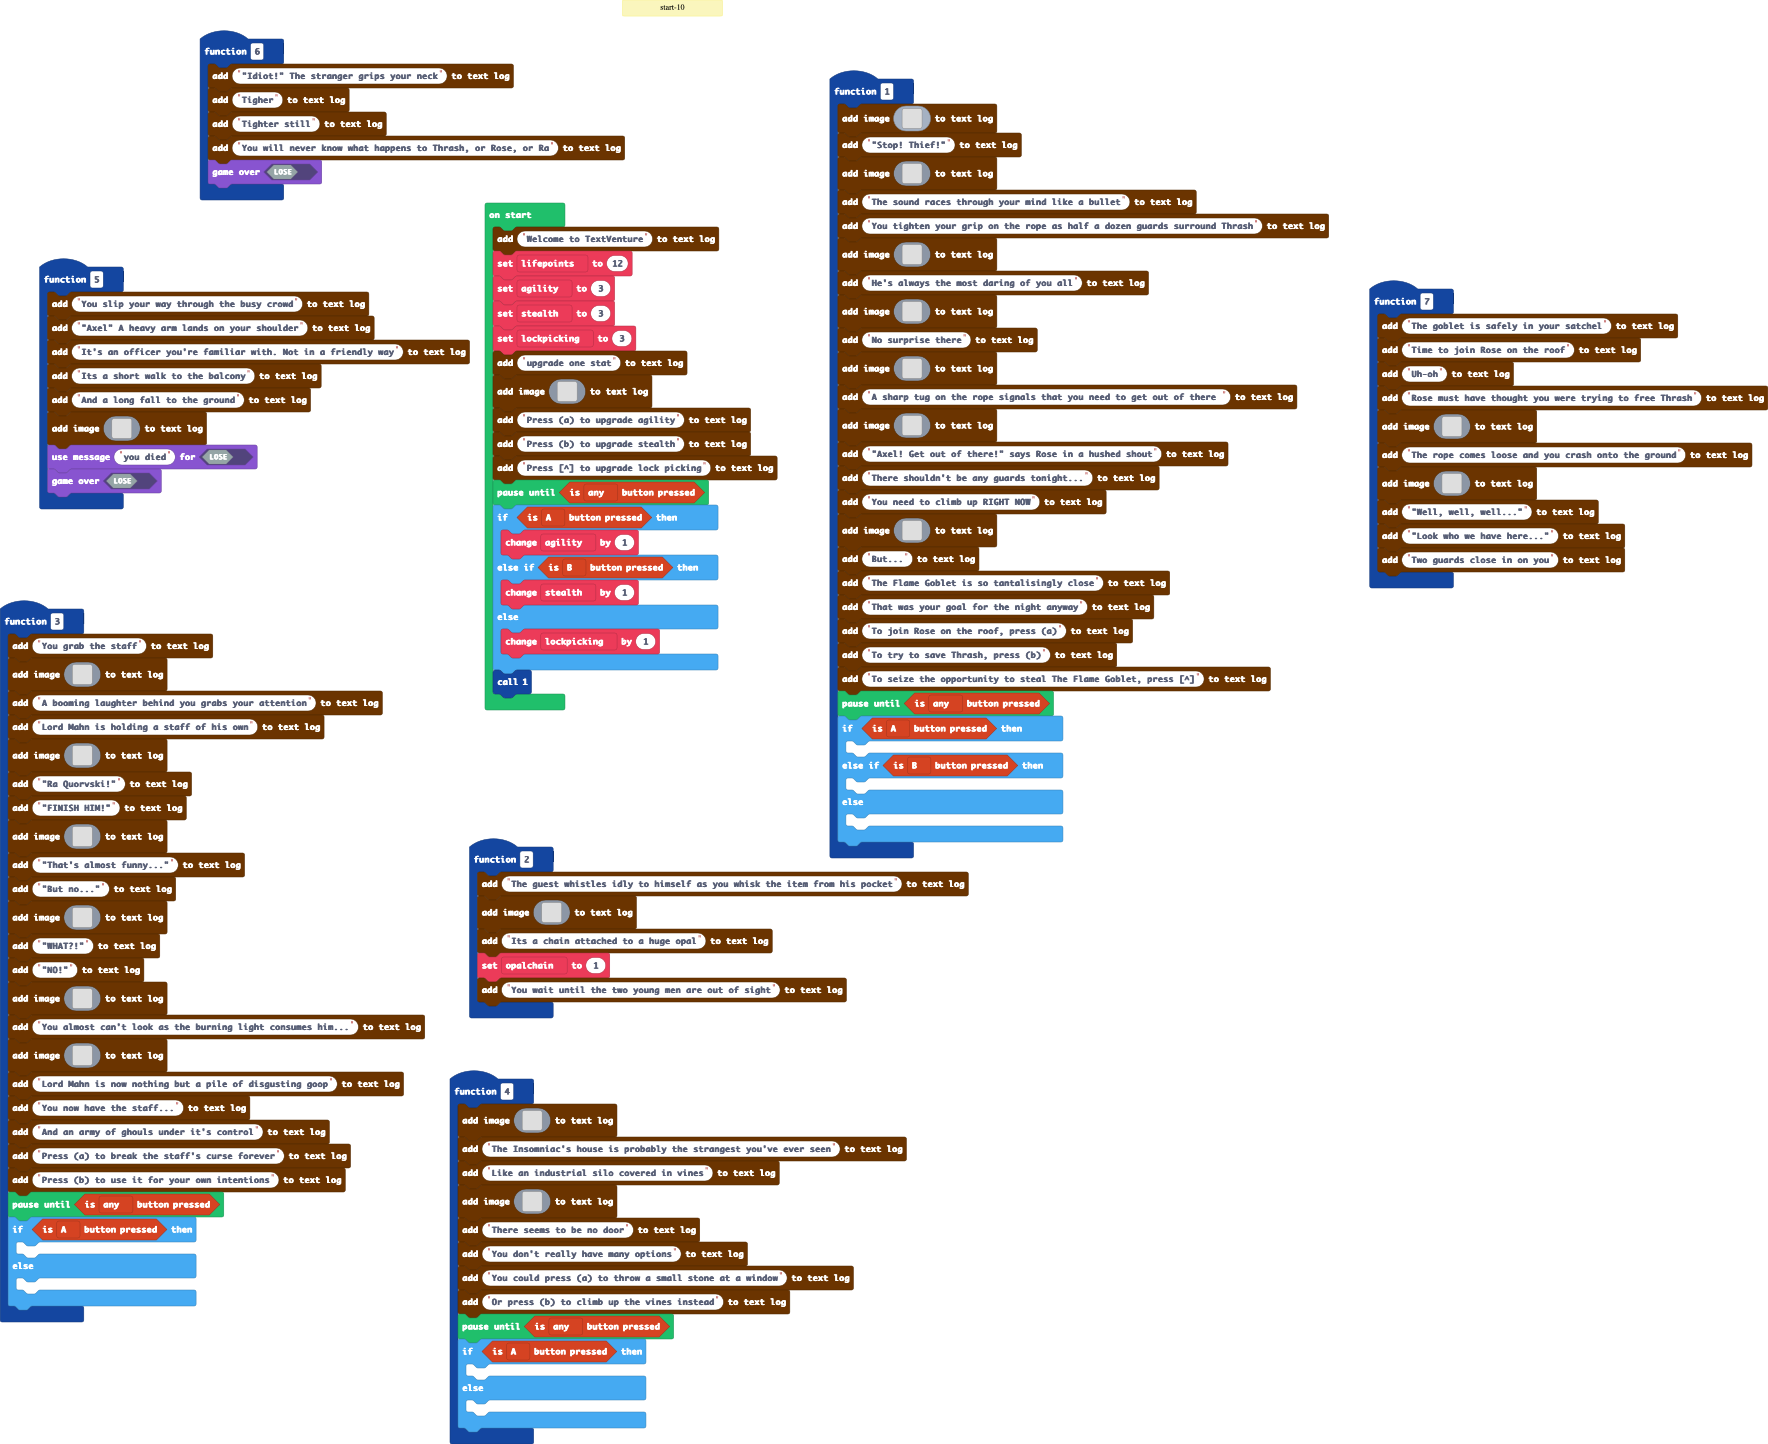 start-10
function 6
add "Idiot!" The stranger grips your neck to text log
add Tigher to text log
add Tighter still to text log
add You will never know what happens to Thrash, or Rose, or Ra to text log
game over LOSE
function 5
add You slip your way through the busy crowd to text log
add "Axel" A heavy arm lands on your shoulder to text log
add It's an officer you're familiar with. Not in a friendly way to text log
add Its a short walk to the balcony to text log
add And a long fall to the ground to text log
add image to text log
use message you died for LOSE
game over LOSE
function 3
add You grab the staff to text log
add image to text log
add A booming laughter behind you grabs your attention to text log
add Lord Mahn is holding a staff of his own to text log
add image to text log
add "Ra Quorvski!" to text log
add "FINISH HIM!" to text log
add image to text log
add "That's almost funny..." to text log
add "But no..." to text log
add image to text log
add "WHAT?!" to text log
add "NO!" to text log
add image to text log
add You almost can't look as the burning light consumes him... to text log
add image to text log
add Lord Mahn is now nothing but a pile of disgusting goop to text log
add You now have the staff... to text log
add And an army of ghouls under it's control to text log
add Press (a) to break the staff's curse forever to text log
add Press (b) to use it for your own intentions to text log
pause until is any button pressed
if is A button pressed then
else
on start
add Welcome to TextVenture to text log
set lifepoints to 12
set agility to 3
set stealth to 3
set lockpicking to 3
add upgrade one stat to text log
add image to text log
add Press (a) to upgrade agility to text log
add Press (b) to upgrade stealth to text log
add Press [^] to upgrade lock picking to text log
pause until is any button pressed
if is A button pressed then
change agility by 1
else if is B button pressed then
change stealth by 1
else
change lockpicking by 1
call 1
function 2
add The guest whistles idly to himself as you whisk the item from his pocket to text log
add image to text log
add Its a chain attached to a huge opal to text log
set opalchain to 1
add You wait until the two young men are out of sight to text log
function 4
add image to text log
add The Insomniac's house is probably the strangest you've ever seen to text log
add Like an industrial silo covered in vines to text log
add image to text log
add There seems to be no door to text log
add You don't really have many options to text log
add You could press (a) to throw a small stone at a window to text log
add Or press (b) to climb up the vines instead to text log
pause until is any button pressed
if is A button pressed then
else
function 1
add image to text log
add "Stop! Thief!" to text log
add image to text log
add The sound races through your mind like a bullet to text log
add You tighten your grip on the rope as half a dozen guards surround Thrash to text log
add image to text log
add He's always the most daring of you all to text log
add image to text log
add No surprise there to text log
add image to text log
add A sharp tug on the rope signals that you need to get out of there to text log
add image to text log
add "Axel! Get out of there!" says Rose in a hushed shout to text log
add There shouldn't be any guards tonight... to text log
add You need to climb up RIGHT NOW to text log
add image to text log
add But... to text log
add The Flame Goblet is so tantalisingly close to text log
add That was your goal for the night anyway to text log
add To join Rose on the roof, press (a) to text log
add To try to save Thrash, press (b) to text log
add To seize the opportunity to steal The Flame Goblet, press [^] to text log
pause until is any button pressed
if is A button pressed then
else if is B button pressed then
else
function 7
add The goblet is safely in your satchel to text log
add Time to join Rose on the roof to text log
add Uh-oh to text log
add Rose must have thought you were trying to free Thrash to text log
add image to text log
add The rope comes loose and you crash onto the ground to text log
add image to text log
add "Well, well, well..." to text log
add "Look who we have here..." to text log
add Two guards close in on you to text log